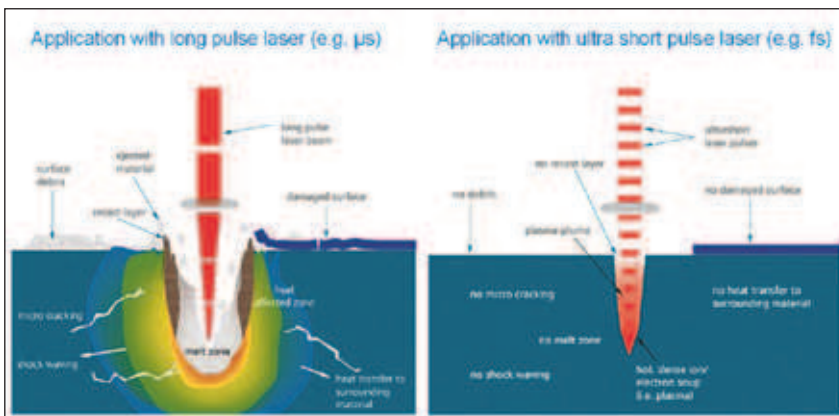 Application with long pulse laser (e.g. µs)
Application with ultra short pulse laser (e.g. fs)
long pulse
laser beam
ejected
material
surface
debris
recast layer
damaged surface
heat
affected zone
micro cracking
melt zone
shock waving
heat transfer to
surrounding
material
ultrashort
laser pulses
no recast layer
no debris
no damaged surface
plasma plume
no micro cracking
no heat transfer to
surrounding material
no melt zone
no shock waving
hot, dense ion/
electron soup
(i.e. plasma)